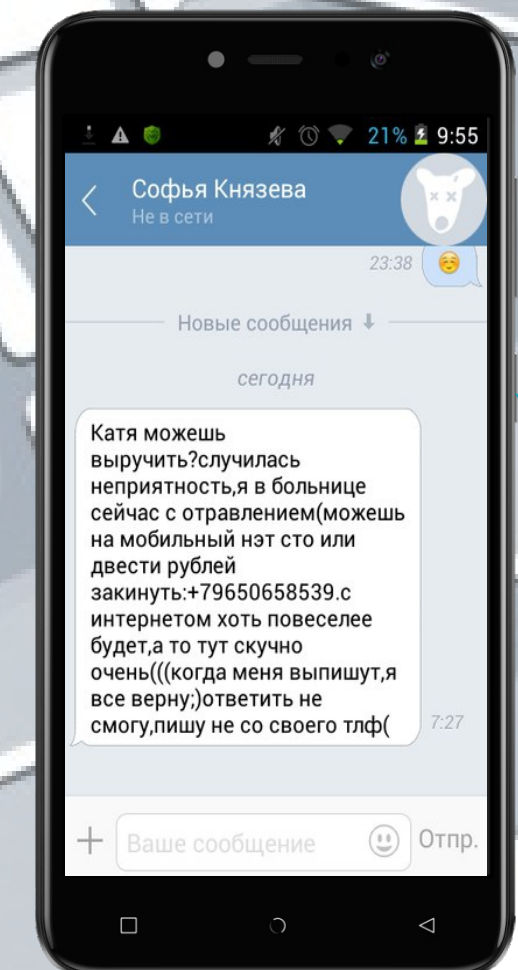 21% 9:55
Софья Князева
Не в сети
23:38
Новые сообщения
сегодня
Катя можешь
выручить?случилась
неприятность,я в больнице
сейчас с отравлением(можешь
на мобильный нэт сто или
двести рублей
закинуть:+79650658539.с
интернетом хоть повеселее
будет,а то тут скучно
очень(((когда меня выпишут,я
все верну;)ответить не
смогу,пишу не со своего тлф(
7:27
Ваше сообщение Отпр.